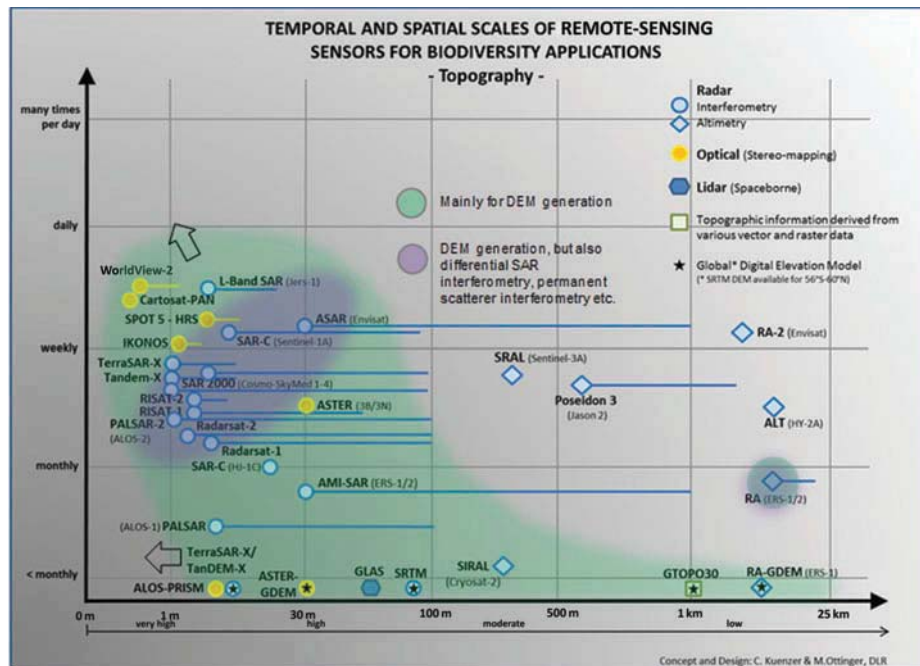 TEMPORAL AND SPATIAL SCALES OF REMOTE-SENSING
SENSORS FOR BIODIVERSITY APPLICATIONS
- Topography -
many times
per day
daily
weekly
monthly
< monthly
Radar
Interferometry
Altimetry
Optical (Stereo-mapping)
Lidar (Spaceborne)
Topographic information derived from
various vector and raster data
Global* Digital Elevation Model
(* SRTM DEM available for 56°S-60°N)
Mainly for DEM generation
DEM generation, but also
differential SAR
interferometry, permanent
scatterer interferometry etc.
WorldView-2
L-Band SAR (Jers-1)
Cartosat-PAN
SPOT 5 - HRS
ASAR (Envisat)
RA-2 (Envisat)
SAR-C (Sentinel-1A)
IKONOS
SRAL (Sentinel-3A)
TerraSAR-X
Tandem-X
SAR 2000 (Cosmo-SkyMed 1-4)
Poseidon 3
(Jason 2)
RISAT-2
RISAT-1
ASTER (3B/3N)
PALSAR-2
(ALOS-2)
Radarsat-2
ALT (HY-2A)
Radarsat-1
SAR-C (HJ-1C)
AMI-SAR (ERS-1/2)
RA (ERS-1/2)
(ALOS-1) PALSAR
TerraSAR-X/
TanDEM-X
ALOS-PRISM
ASTER-
GDEM
GLAS
SRTM
SIRAL
(Cryosat-2)
GTOPO30
RA-GDEM (ERS-1)
0 m
1 m
30 m
100 m
500 m
1 km
25 km
very high
high
moderate
low
Concept and Design: C. Kuenzer & M.Ottinger, DLR